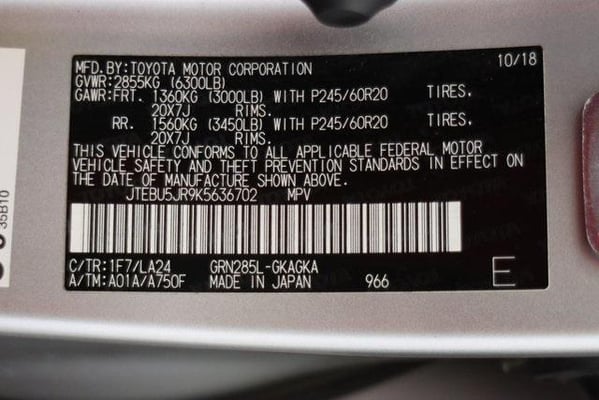 MFD.BY:TOYOTA MOTOR CORPORATION 10/18
GVWR:2855KG (6300LB)
GAWR:FRT. 1360KG (3000LB) WITH P245/60R20 TIRES,
20X7J RIMS.
RR. 1560KG (3450LB) WITH P245/60R20 TIRES,
20X7J RIMS.
THIS VEHICLE CONFORMS TO ALL APPLICABLE FEDERAL MOTOR
VEHICLE SAFETY AND THEFT PREVENTION STANDARDS IN EFFECT ON
THE DATE OF MANUFACTURE SHOWN ABOVE.
JTEBU5JR9K5636702 MPV
C/TR:1F7/LA24 GRN285L-GKAGKA
A/TM:A01A/A750F MADE IN JAPAN 966 E
35B10